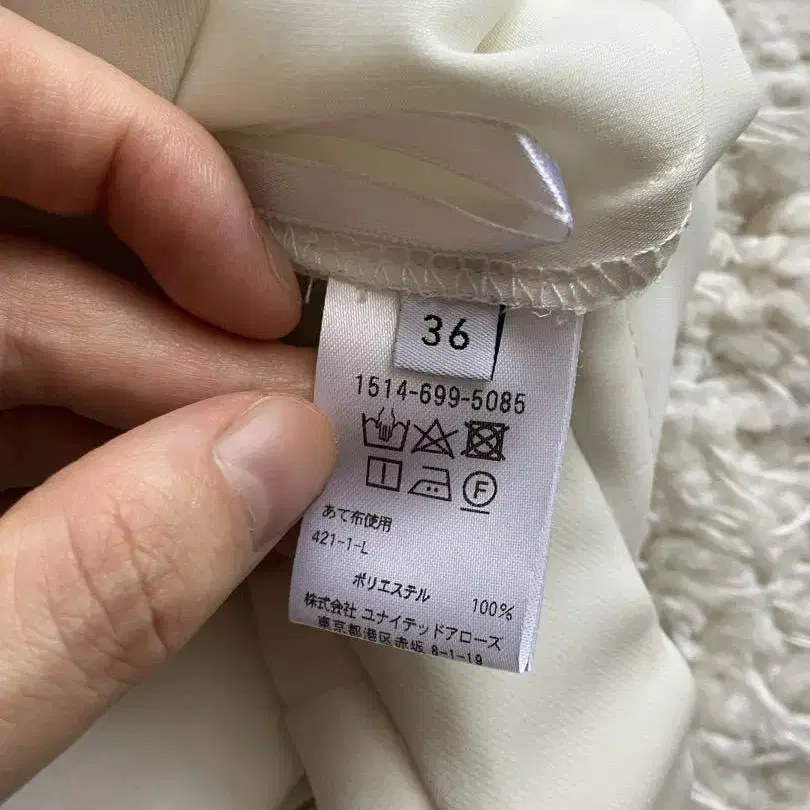 36
1514-699-5085
F
あて布使用
421-1-L
ポリエステル 100%
株式会社 ユナイテッドアローズ
東京都港区赤坂 8-1-19